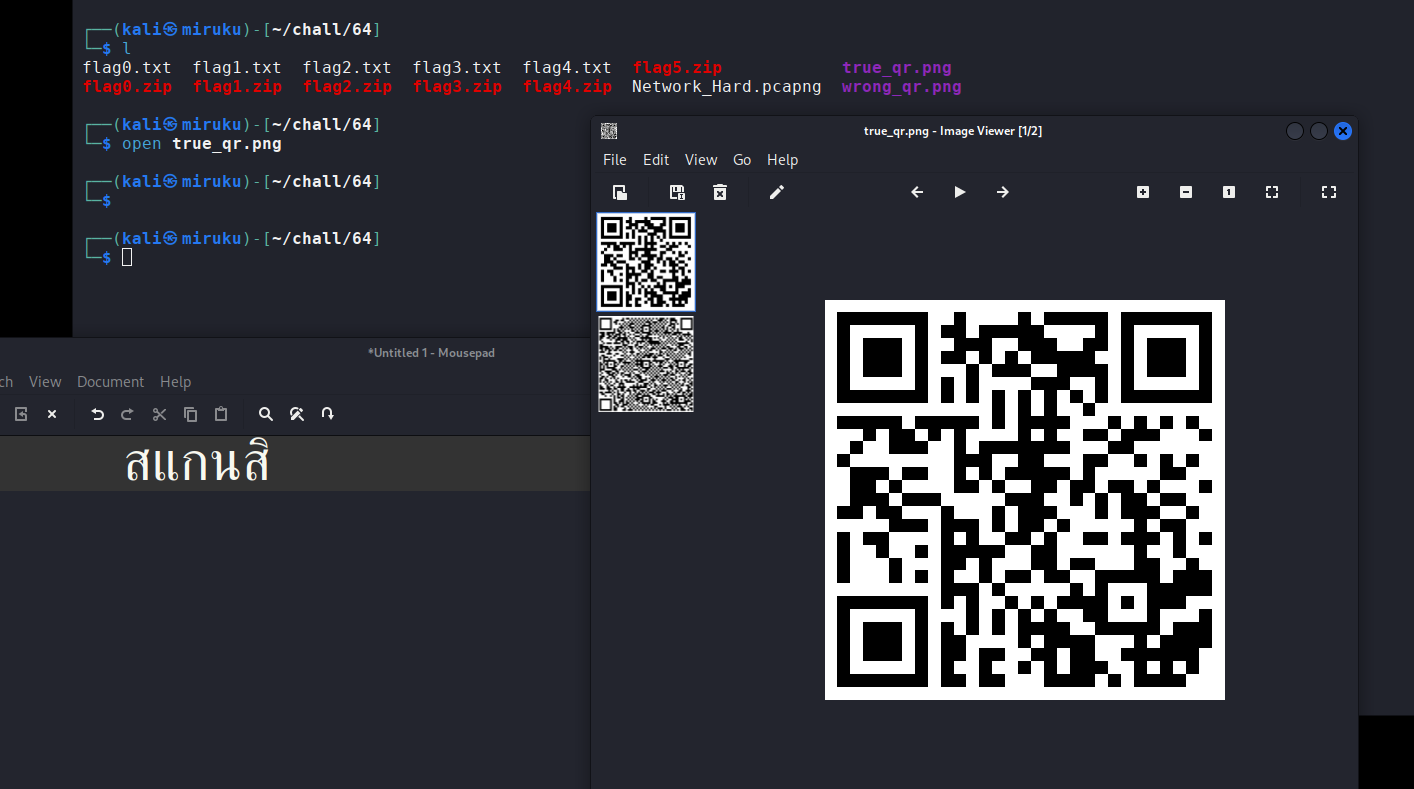 ┌──(kali㉿miruku)-[~/chall/64]
└─$ l
flag0.txt flag1.txt flag2.txt flag3.txt flag4.txt flag5.zip true_qr.png
flag0.zip flag1.zip flag2.zip flag3.zip flag4.zip Network_Hard.pcapng wrong_qr.png
┌──(kali㉿miruku)-[~/chall/64]
└─$ open true_qr.png
┌──(kali㉿miruku)-[~/chall/64]
└─$
┌──(kali㉿miruku)-[~/chall/64]
└─$
true_qr.png - Image Viewer [1/2]
File Edit View Go Help
*Untitled 1 - Mousepad
ch View Document Help
สแกนสิ